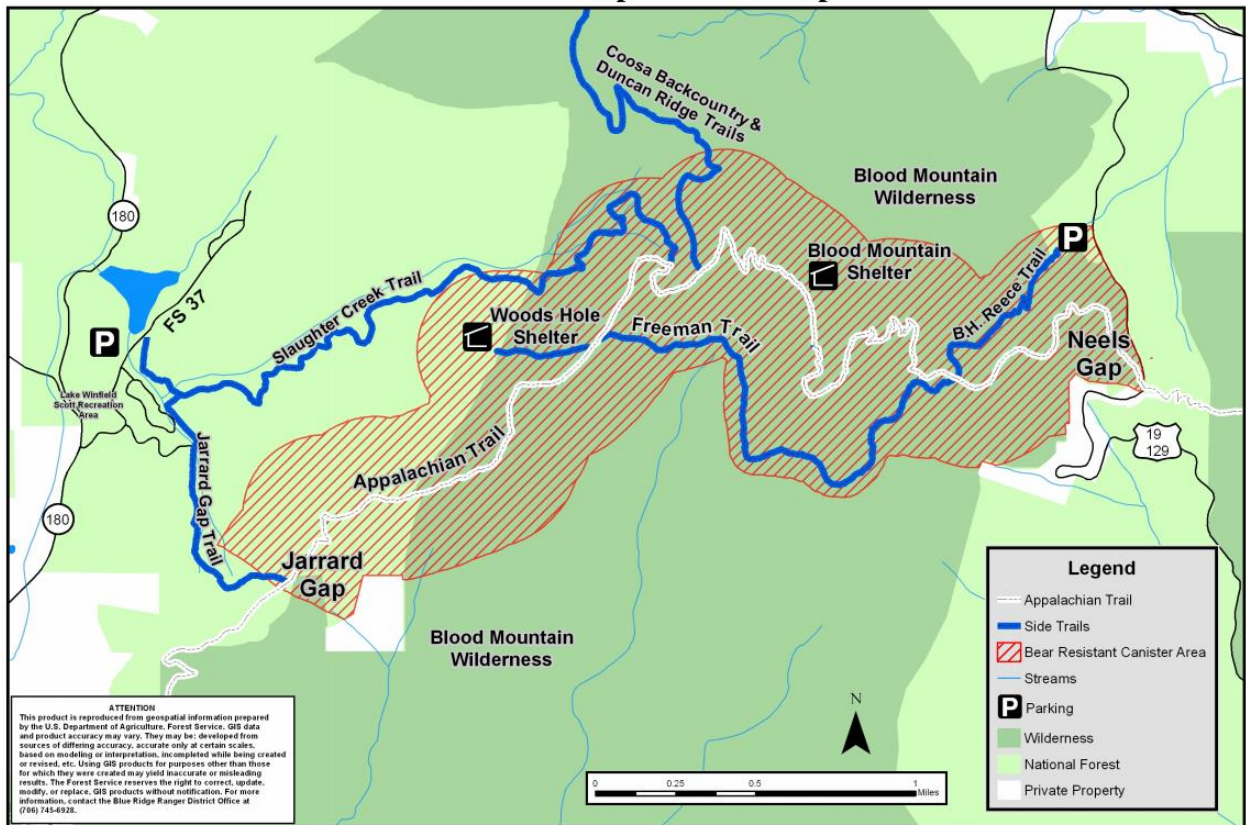 Coosa Backcountry &
Duncan Ridge Trails
Blood Mountain
Wilderness
180
P
Blood Mountain
Shelter
B.H. Reece Trail
FS 37
Slaughter Creek Trail
Woods Hole
Shelter
Freeman Trail
Neels
Gap
P
Lake Winfield
Scott Recreation
Area
19
129
Jarrard Gap Trail
Appalachian Trail
180
Jarrard
Gap
Blood Mountain
Wilderness
Legend
Appalachian Trail
Side Trails
Bear Resistant Canister Area
Streams
P Parking
Wilderness
National Forest
Private Property
N
0 0.25 0.5 1
Miles
ATTENTION
This product is reproduced from geospatial information prepared
by the U.S. Department of Agriculture, Forest Service. GIS data
and product accuracy may vary. They may be: developed from
sources of differing accuracy, accurate only at certain scales,
based on modeling or interpretation, incompleted while being created
or revised, etc. Using GIS products for purposes other than those
for which they were created may yield inaccurate or misleading
results. The Forest Service reserves the right to correct, update,
modify, or replace, GIS products without notification. For more
information, contact the Blue Ridge Ranger District Office at
(706) 745-6928.